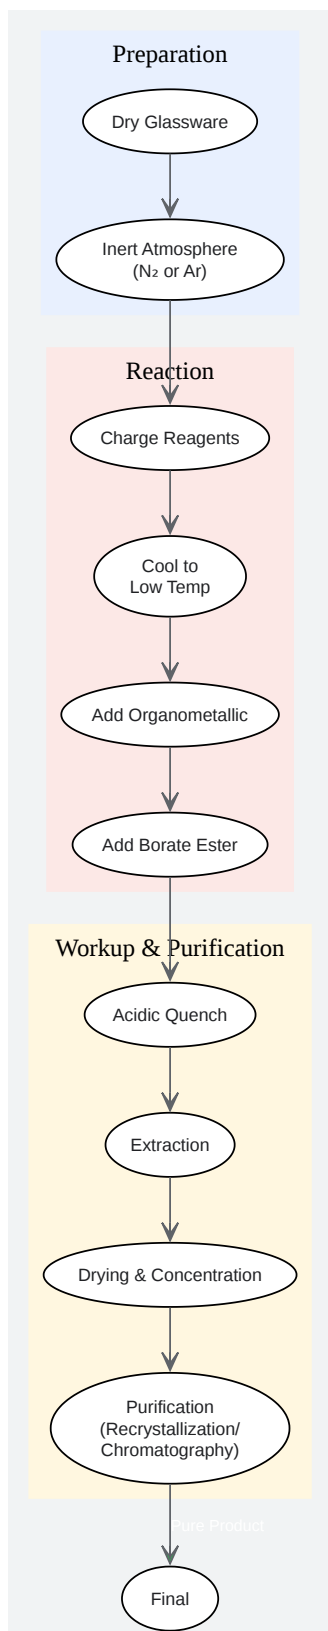 Preparation
Dry Glassware
Inert Atmosphere
(N₂ or Ar)
Reaction
Charge Reagents
Cool to
Low Temp
Add Organometallic
Add Borate Ester
Workup & Purification
Acidic Quench
Extraction
Drying & Concentration
Purification
(Recrystallization/
Chromatography)
Pure Product
Final